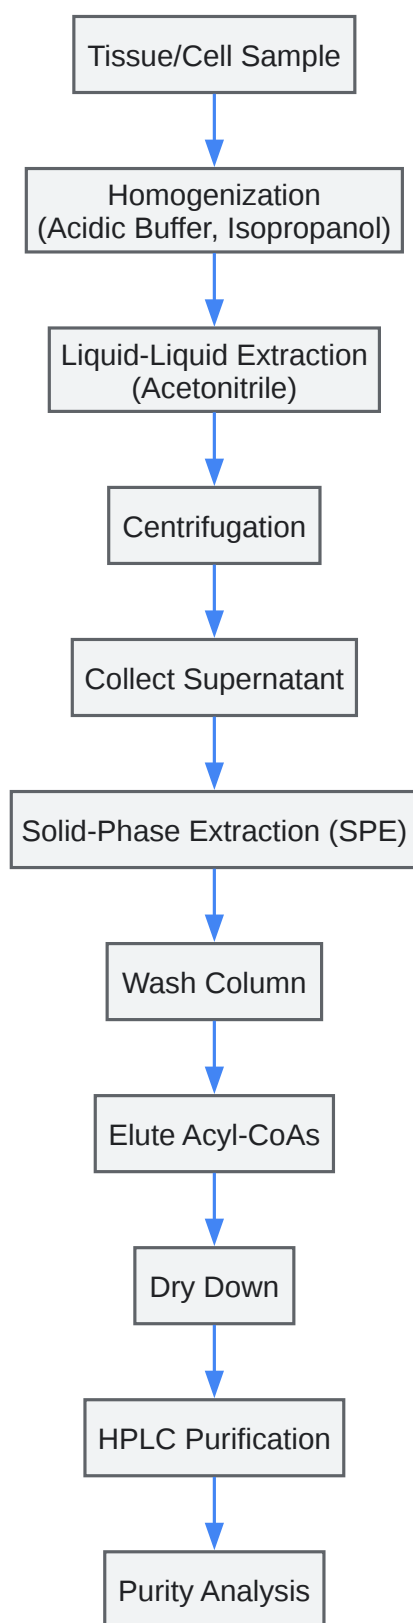 Tissue/Cell Sample
Homogenization
(Acidic Buffer, Isopropanol)
Liquid-Liquid Extraction
(Acetonitrile)
Centrifugation
Collect Supernatant
Solid-Phase Extraction (SPE)
Wash Column
Elute Acyl-CoAs
Dry Down
HPLC Purification
Purity Analysis